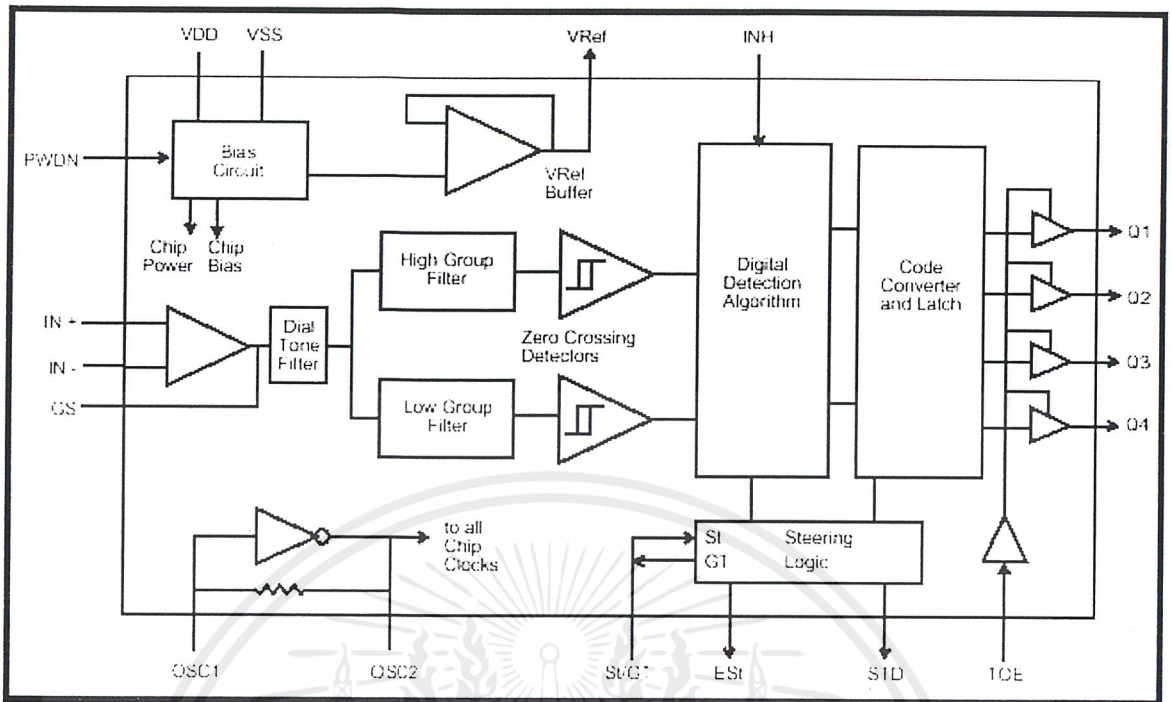 VDD VSS VRef INH
PWDN
Bias
Circuit
VRef
Buffer
Chip
Power
Chip
Bias
High Group
Filter
Digital
Detection
Algorithm
Code
Converter
and Latch
Q1
Q2
Q3
Q4
IN +
IN -
GS
Dial
Tone
Filter
Zero Crossing
Detectors
Low Group
Filter
to all
Chip
Clocks
St
GT
Steering
Logic
OSC1 OSC2 St/GT ESt STD TOE